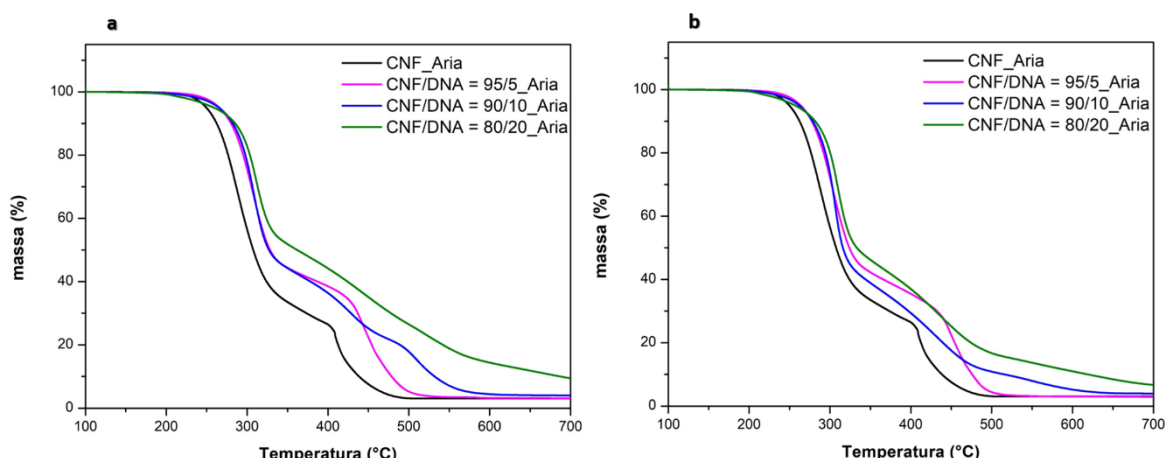 a
CNF_Aria
CNF/DNA = 95/5_Aria
CNF/DNA = 90/10_Aria
CNF/DNA = 80/20_Aria
massa (%)
100
80
60
40
20
0
100 200 300 400 500 600 700
Temperatura (°C)
b
CNF_Aria
CNF/DNA = 95/5_Aria
CNF/DNA = 90/10_Aria
CNF/DNA = 80/20_Aria
massa (%)
100
80
60
40
20
0
100 200 300 400 500 600 700
Temperatura (°C)